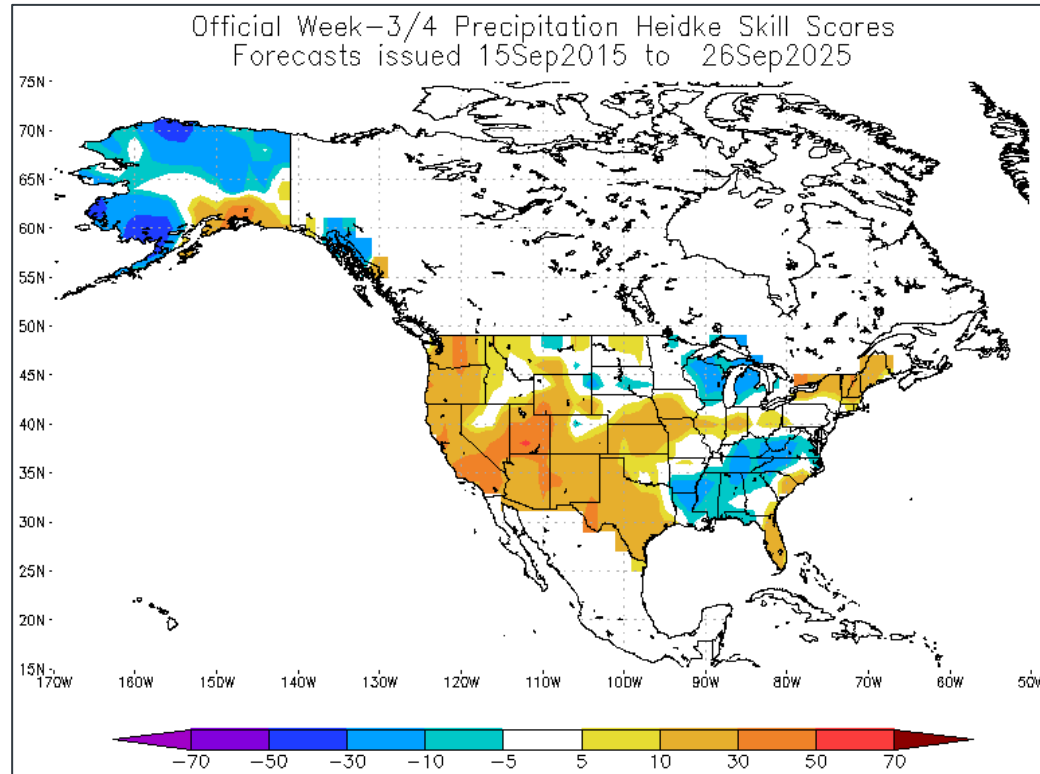 Official Week-3/4 Precipitation Heidke Skill Scores
Forecasts issued 15Sep2015 to 26Sep2025
75N
70N
65N
60N
55N
50N
45N
40N
35N
30N
25N
20N
15N
170W 160W 150W 140W 130W 120W 110W 100W 90W 80W 70W 60W 50W
-70 -50 -30 -10 -5 5 10 30 50 70